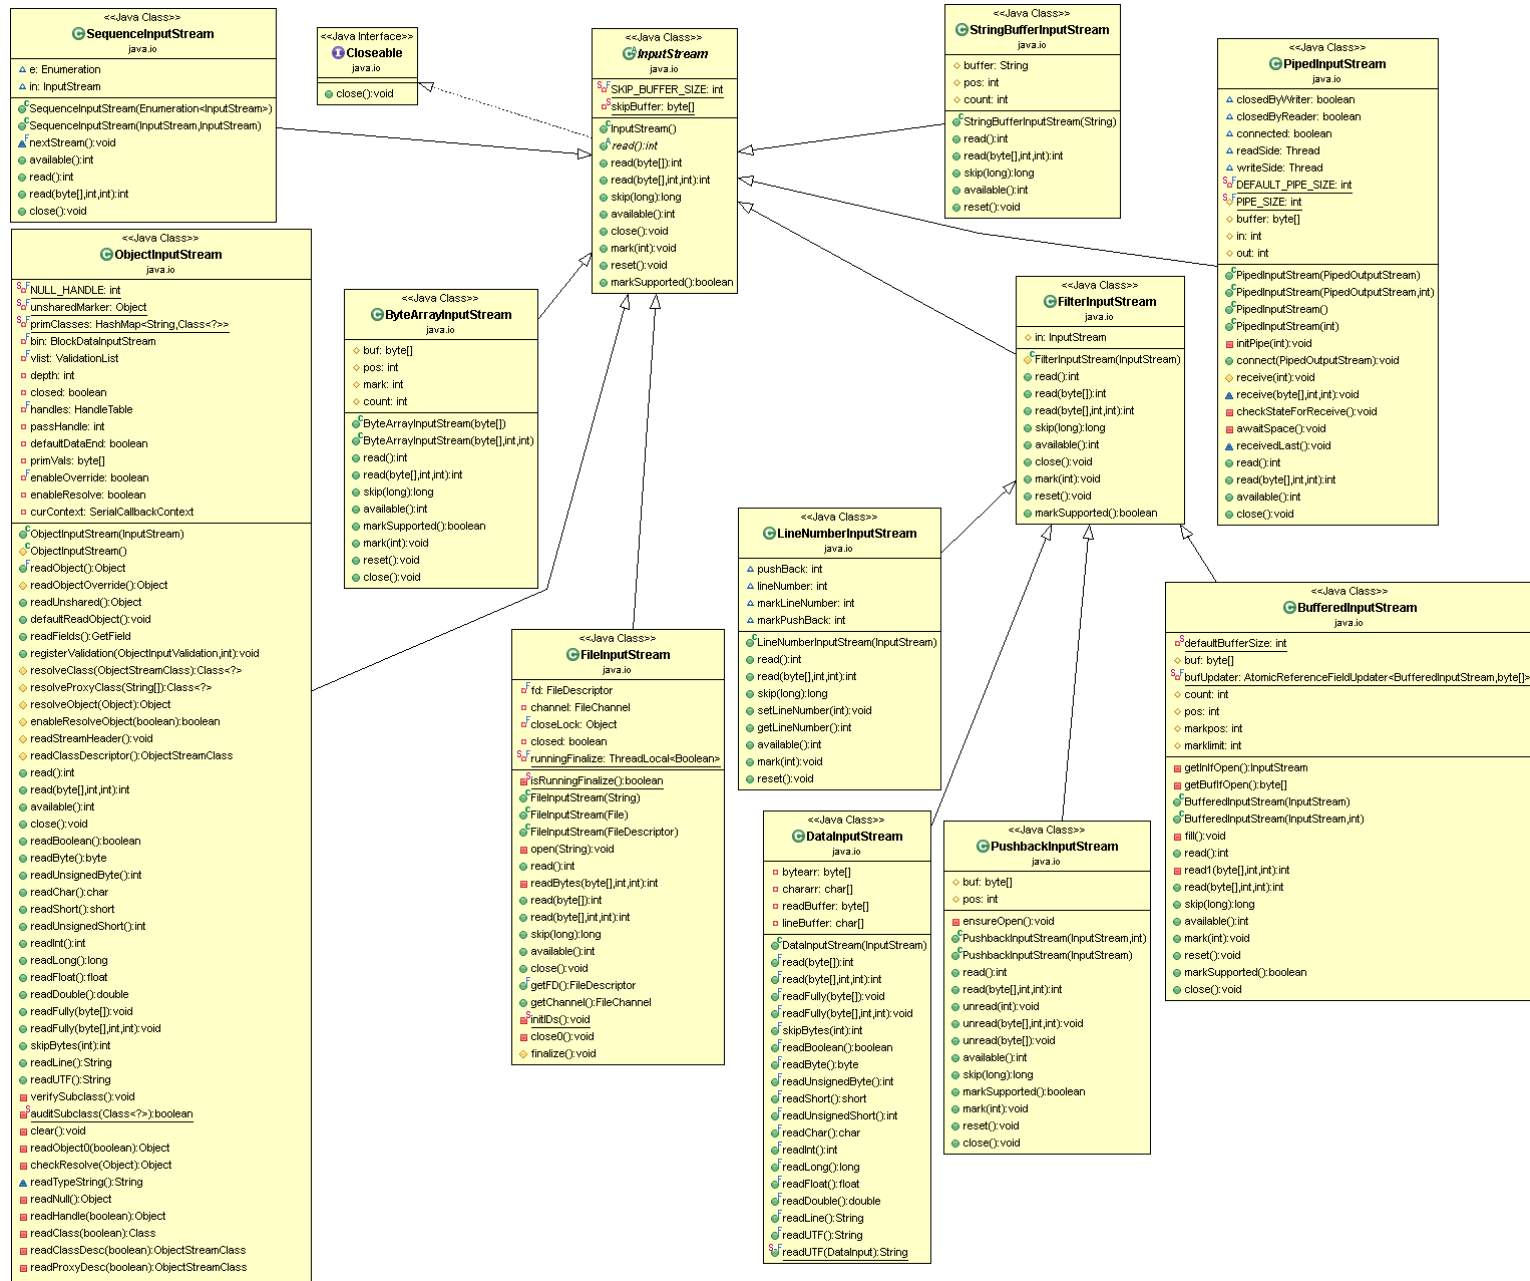 <<Java Class>>
SequenceInputStream
java.io
e: Enumeration
in: InputStream
SequenceInputStream(Enumeration<InputStream>)
SequenceInputStream(InputStream,InputStream)
nextStream():void
available():int
read():int
read(byte[],int,int):int
close():void
<<Java Interface>>
Closeable
java.io
close():void
<<Java Class>>
InputStream
java.io
SKIP_BUFFER_SIZE: int
skipBuffer: byte[]
InputStream()
read():int
read(byte[]):int
read(byte[],int,int):int
skip(long):long
available():int
close():void
mark(int):void
reset():void
markSupported():boolean
<<Java Class>>
StringBufferInputStream
java.io
buffer: String
pos: int
count: int
StringBufferInputStream(String)
read():int
read(byte[],int,int):int
skip(long):long
available():int
reset():void
<<Java Class>>
PipedInputStream
java.io
closedByWriter: boolean
closedByReader: boolean
connected: boolean
readSide: Thread
writeSide: Thread
DEFAULT_PIPE_SIZE: int
PIPE_SIZE: int
buffer: byte[]
in: int
out: int
PipedInputStream(PipedOutputStream)
PipedInputStream(PipedOutputStream,int)
PipedInputStream()
PipedInputStream(int)
initPipe(int):void
connect(PipedOutputStream):void
receive(int):void
receive(byte[],int,int):void
checkStateForReceive():void
awaitSpace():void
receivedLast():void
read():int
read(byte[],int,int):int
available():int
close():void
<<Java Class>>
ObjectInputStream
java.io
NULL_HANDLE: int
unsharedMarker: Object
primClasses: HashMap<String,Class<?>>
bin: BlockDataInputStream
vlist: ValidationList
depth: int
closed: boolean
handles: HandleTable
passHandle: int
defaultDataEnd: boolean
primVals: byte[]
enableOverride: boolean
enableResolve: boolean
curContext: SerialCallbackContext
ObjectInputStream(InputStream)
ObjectInputStream()
readObject():Object
readObjectOverride():Object
readUnshared():Object
defaultReadObject():void
readFields():GetField
registerValidation(ObjectInputValidation,int):void
resolveClass(ObjectStreamClass):Class<?>
resolveProxyClass(String[]):Class<?>
resolveObject(Object):Object
enableResolveObject(boolean):boolean
readStreamHeader():void
readClassDescriptor():ObjectStreamClass
read():int
read(byte[],int,int):int
available():int
close():void
readBoolean():boolean
readByte():byte
readUnsignedByte():int
readChar():char
readShort():short
readUnsignedShort():int
readInt():int
readLong():long
readFloat():float
readDouble():double
readFully(byte[]):void
readFully(byte[],int,int):void
skipBytes(int):int
readLine():String
readUTF():String
verifySubclass():void
auditSubclass(Class<?>):boolean
clear():void
readObject0(boolean):Object
checkResolve(Object):Object
readTypeString():String
readNull():Object
readHandle(boolean):Object
readClass(boolean):Class
readClassDesc(boolean):ObjectStreamClass
readProxyDesc(boolean):ObjectStreamClass
<<Java Class>>
ByteArrayInputStream
java.io
buf: byte[]
pos: int
mark: int
count: int
ByteArrayInputStream(byte[])
ByteArrayInputStream(byte[],int,int)
read():int
read(byte[],int,int):int
skip(long):long
available():int
markSupported():boolean
mark(int):void
reset():void
close():void
<<Java Class>>
FilterInputStream
java.io
in: InputStream
FilterInputStream(InputStream)
read():int
read(byte[]):int
read(byte[],int,int):int
skip(long):long
available():int
close():void
mark(int):void
reset():void
markSupported():boolean
<<Java Class>>
LineNumberInputStream
java.io
pushBack: int
lineNumber: int
markLineNumber: int
markPushBack: int
LineNumberInputStream(InputStream)
read():int
read(byte[],int,int):int
skip(long):long
setLineNumber(int):void
getLineNumber():int
available():int
mark(int):void
reset():void
<<Java Class>>
FileInputStream
java.io
fd: FileDescriptor
channel: FileChannel
closeLock: Object
closed: boolean
runningFinalize: ThreadLocal<Boolean>
isRunningFinalize():boolean
FileInputStream(String)
FileInputStream(File)
FileInputStream(FileDescriptor)
open(String):void
read():int
readBytes(byte[],int,int):int
read(byte[]):int
read(byte[],int,int):int
skip(long):long
available():int
close():void
getFD():FileDescriptor
getChannel():FileChannel
initIDs():void
close0():void
finalize():void
<<Java Class>>
BufferedInputStream
java.io
defaultBufferSize: int
buf: byte[]
bufUpdater: AtomicReferenceFieldUpdater<BufferedInputStream,byte[]>
count: int
pos: int
markpos: int
marklimit: int
getInIfOpen():InputStream
getBufIfOpen():byte[]
BufferedInputStream(InputStream)
BufferedInputStream(InputStream,int)
fill():void
read():int
read1(byte[],int,int):int
read(byte[],int,int):int
skip(long):long
available():int
mark(int):void
reset():void
markSupported():boolean
close():void
<<Java Class>>
DataInputStream
java.io
bytearr: byte[]
chararr: char[]
readBuffer: byte[]
lineBuffer: char[]
DataInputStream(InputStream)
read(byte[]):int
read(byte[],int,int):int
readFully(byte[]):void
readFully(byte[],int,int):void
skipBytes(int):int
readBoolean():boolean
readByte():byte
readUnsignedByte():int
readShort():short
readUnsignedShort():int
readChar():char
readInt():int
readLong():long
readFloat():float
readDouble():double
readLine():String
readUTF():String
readUTF(DataInput):String
<<Java Class>>
PushbackInputStream
java.io
buf: byte[]
pos: int
ensureOpen():void
PushbackInputStream(InputStream,int)
PushbackInputStream(InputStream)
read():int
read(byte[],int,int):int
unread(int):void
unread(byte[],int,int):void
unread(byte[]):void
available():int
skip(long):long
markSupported():boolean
mark(int):void
reset():void
close():void